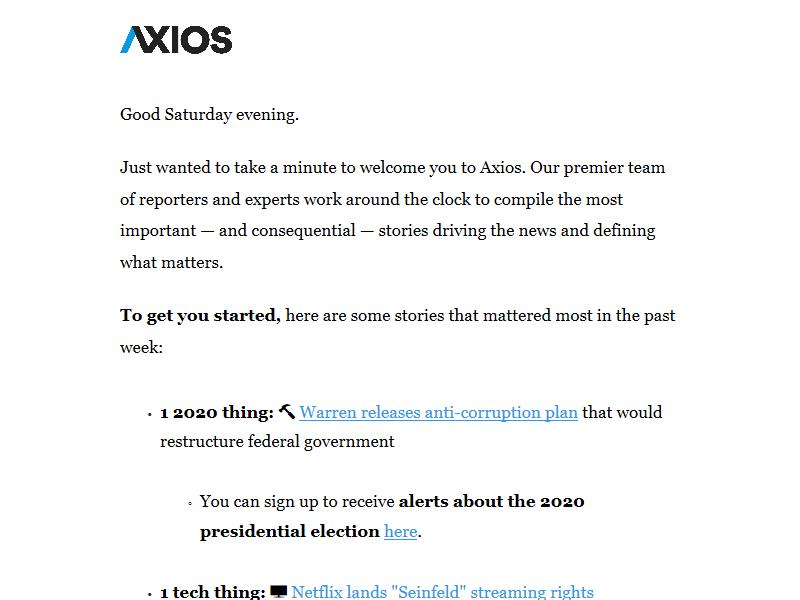 AXIOS
Good Saturday evening.
Just wanted to take a minute to welcome you to Axios. Our premier team
of reporters and experts work around the clock to compile the most
important — and consequential — stories driving the news and defining
what matters.
To get you started, here are some stories that mattered most in the past
week:
• 1 2020 thing: ⛏ Warren releases anti-corruption plan that would
restructure federal government
◦ You can sign up to receive alerts about the 2020
presidential election here.
• 1 tech thing: 🖥 Netflix lands "Seinfeld" streaming rights